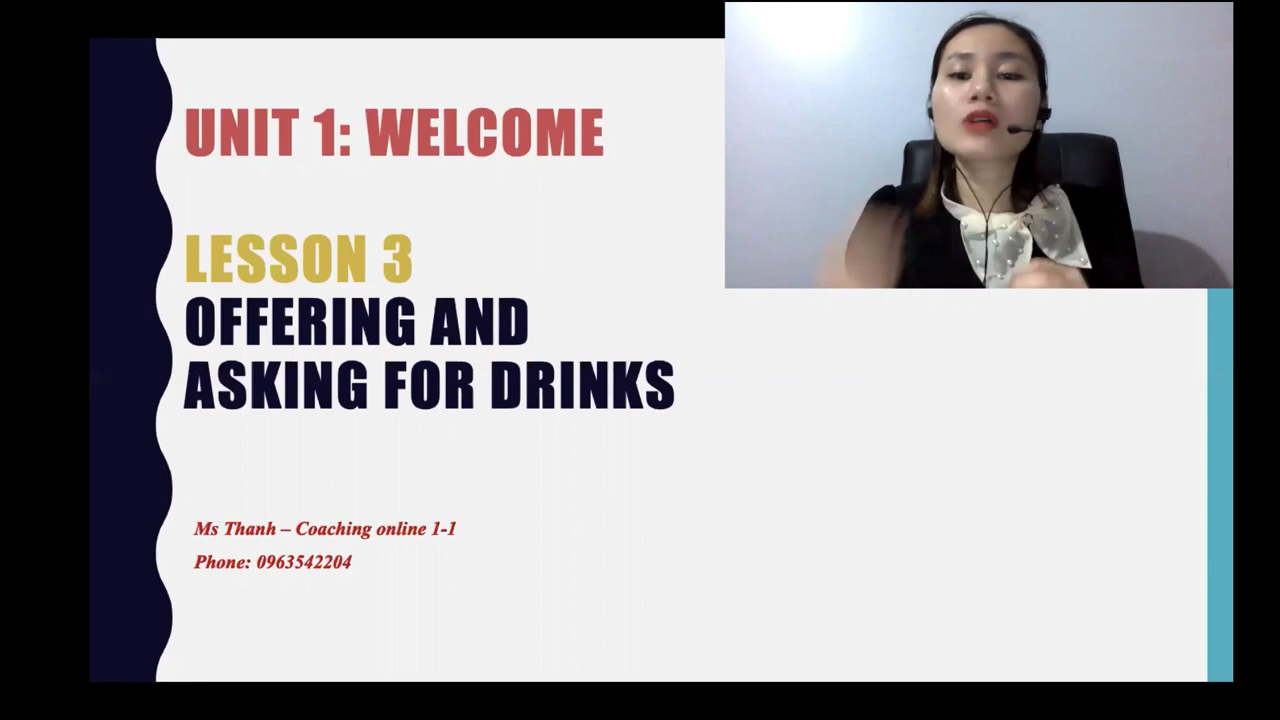 UNIT 1: WELCOME
LESSON 3
OFFERING AND
ASKING FOR DRINKS
Ms Thanh – Coaching online 1-1
Phone: 0963542204